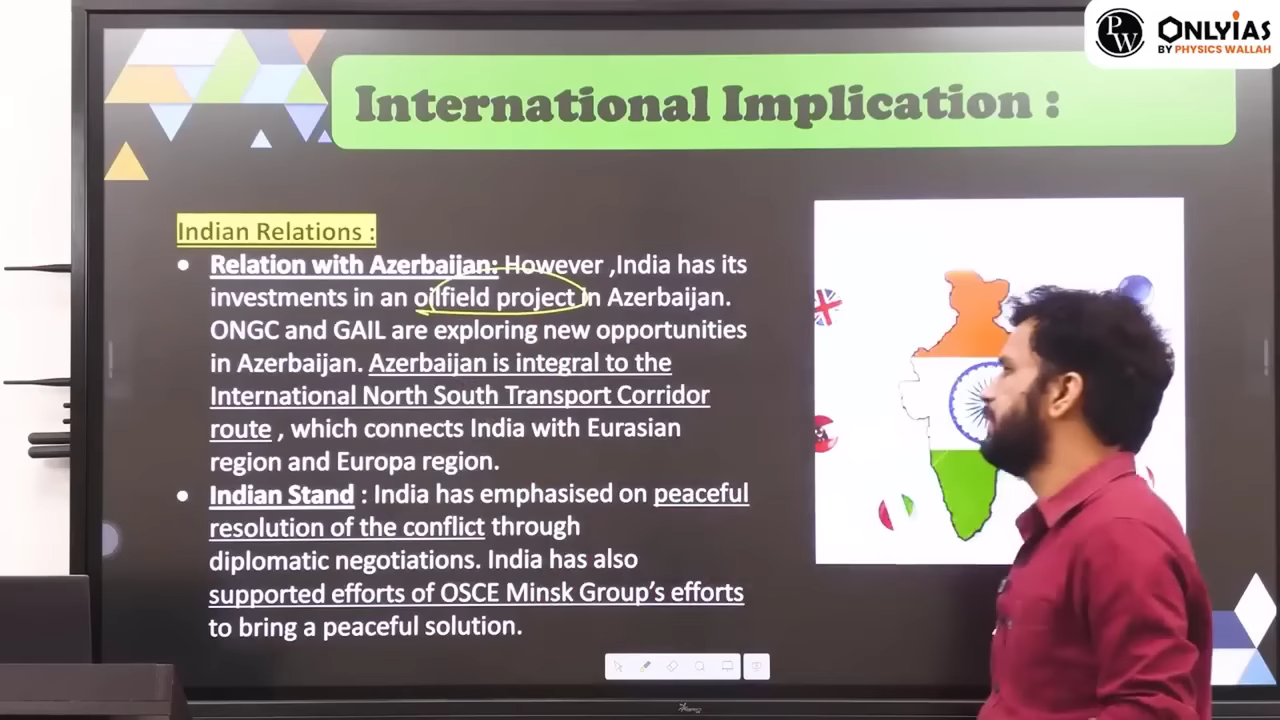 PW
ONLYIAS
BY PHYSICS WALLAH
International Implication :
Indian Relations :
• Relation with Azerbaijan: However ,India has its
investments in an oilfield project in Azerbaijan.
ONGC and GAIL are exploring new opportunities
in Azerbaijan. Azerbaijan is integral to the
International North South Transport Corridor
route , which connects India with Eurasian
region and Europa region.
• Indian Stand : India has emphasised on peaceful
resolution of the conflict through
diplomatic negotiations. India has also
supported efforts of OSCE Minsk Group’s efforts
to bring a peaceful solution.